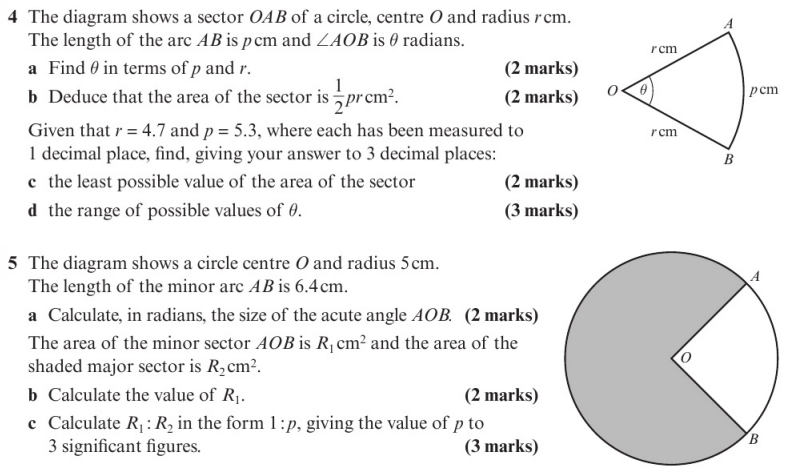 4 The diagram shows a sector OAB of a circle, centre O and radius r cm.
The length of the arc AB is p cm and ∠AOB is θ radians.
a Find θ in terms of p and r. (2 marks)
b Deduce that the area of the sector is 1/2 pr cm². (2 marks)
Given that r = 4.7 and p = 5.3, where each has been measured to
1 decimal place, find, giving your answer to 3 decimal places:
c the least possible value of the area of the sector (2 marks)
d the range of possible values of θ. (3 marks)
A
r cm
O
θ
p cm
r cm
B
5 The diagram shows a circle centre O and radius 5 cm.
The length of the minor arc AB is 6.4 cm.
a Calculate, in radians, the size of the acute angle AOB. (2 marks)
The area of the minor sector AOB is R₁ cm² and the area of the
shaded major sector is R₂ cm².
b Calculate the value of R₁. (2 marks)
c Calculate R₁ : R₂ in the form 1 : p, giving the value of p to
3 significant figures. (3 marks)
A
O
B